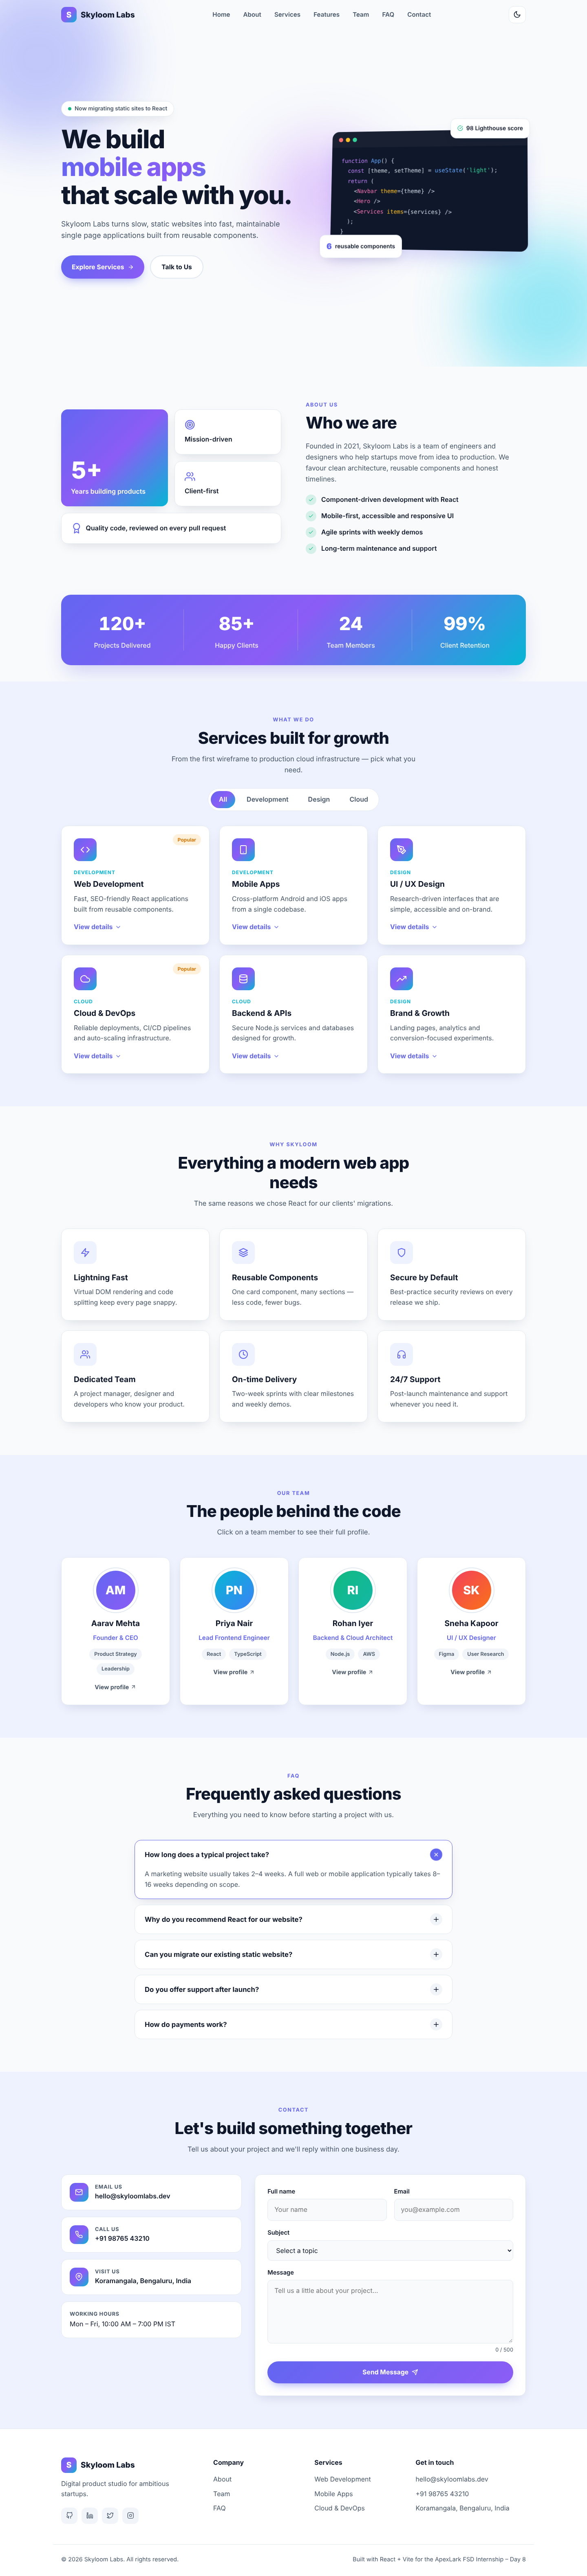 S Skyloom Labs
Home About Services Features Team FAQ Contact
Now migrating static sites to React
We build
mobile apps
that scale with you.
Skyloom Labs turns slow, static websites into fast, maintainable
single page applications built from reusable components.
Explore Services →
Talk to Us
98 Lighthouse score
function App() {
const [theme, setTheme] = useState('light');
return (
<Navbar theme={theme} />
<Hero />
<Services items={services} />
);
}
6 reusable components
5+
Years building products
Mission-driven
Client-first
Quality code, reviewed on every pull request
ABOUT US
Who we are
Founded in 2021, Skyloom Labs is a team of engineers and
designers who help startups move from idea to production. We
favour clean architecture, reusable components and honest
timelines.
Component-driven development with React
Mobile-first, accessible and responsive UI
Agile sprints with weekly demos
Long-term maintenance and support
120+
Projects Delivered
85+
Happy Clients
24
Team Members
99%
Client Retention
WHAT WE DO
Services built for growth
From the first wireframe to production cloud infrastructure — pick what you
need.
All Development Design Cloud
Popular
DEVELOPMENT
Web Development
Fast, SEO-friendly React applications
built from reusable components.
View details
DEVELOPMENT
Mobile Apps
Cross-platform Android and iOS apps
from a single codebase.
View details
DESIGN
UI / UX Design
Research-driven interfaces that are
simple, accessible and on-brand.
View details
Popular
CLOUD
Cloud & DevOps
Reliable deployments, CI/CD pipelines
and auto-scaling infrastructure.
View details
CLOUD
Backend & APIs
Secure Node.js services and databases
designed for growth.
View details
DESIGN
Brand & Growth
Landing pages, analytics and
conversion-focused experiments.
View details
WHY SKYLOOM
Everything a modern web app
needs
The same reasons we chose React for our clients' migrations.
Lightning Fast
Virtual DOM rendering and code
splitting keep every page snappy.
Reusable Components
One card component, many sections —
less code, fewer bugs.
Secure by Default
Best-practice security reviews on every
release we ship.
Dedicated Team
A project manager, designer and
developers who know your product.
On-time Delivery
Two-week sprints with clear milestones
and weekly demos.
24/7 Support
Post-launch maintenance and support
whenever you need it.
OUR TEAM
The people behind the code
Click on a team member to see their full profile.
AM
Aarav Mehta
Founder & CEO
Product Strategy
Leadership
View profile
PN
Priya Nair
Lead Frontend Engineer
React TypeScript
View profile
RI
Rohan Iyer
Backend & Cloud Architect
Node.js AWS
View profile
SK
Sneha Kapoor
UI / UX Designer
Figma User Research
View profile
FAQ
Frequently asked questions
Everything you need to know before starting a project with us.
How long does a typical project take?
A marketing website usually takes 2–4 weeks. A full web or mobile application typically takes 8–
16 weeks depending on scope.
Why do you recommend React for our website?
Can you migrate our existing static website?
Do you offer support after launch?
How do payments work?
CONTACT
Let's build something together
Tell us about your project and we'll reply within one business day.
EMAIL US
hello@skyloomlabs.dev
CALL US
+91 98765 43210
VISIT US
Koramangala, Bengaluru, India
WORKING HOURS
Mon – Fri, 10:00 AM – 7:00 PM IST
Full name
Your name
Email
you@example.com
Subject
Select a topic
Message
Tell us a little about your project...
0 / 500
Send Message
S Skyloom Labs
Digital product studio for ambitious
startups.
Company
About
Team
FAQ
Services
Web Development
Mobile Apps
Cloud & DevOps
Get in touch
hello@skyloomlabs.dev
+91 98765 43210
Koramangala, Bengaluru, India
© 2026 Skyloom Labs. All rights reserved.
Built with React + Vite for the ApexLark FSD Internship – Day 8